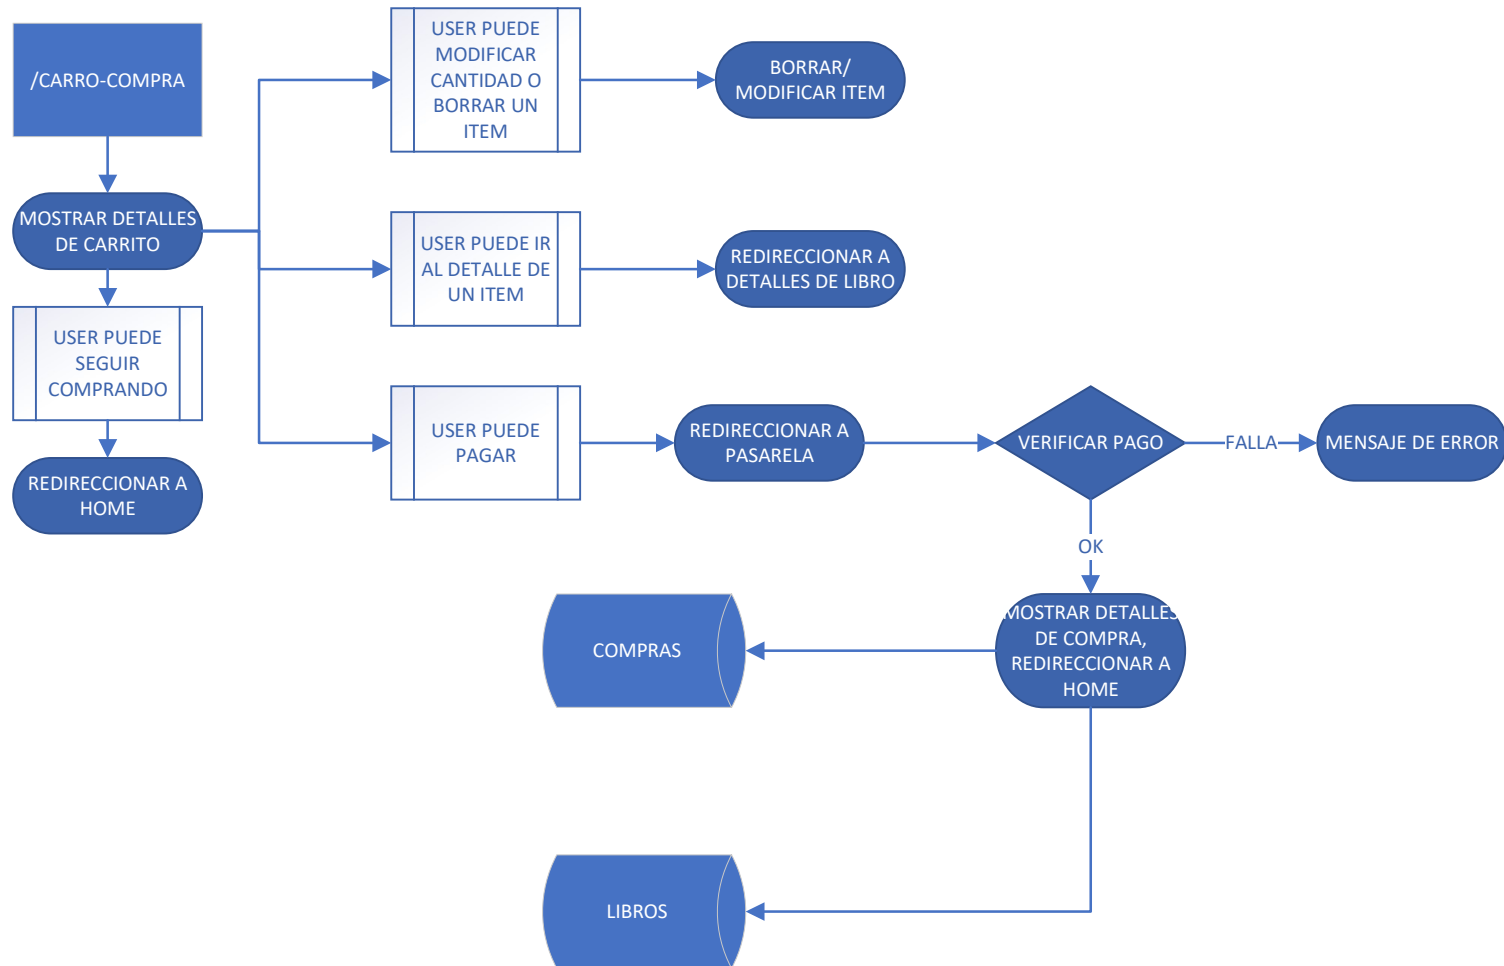 /CARRO-COMPRA
MOSTRAR DETALLES
DE CARRITO
USER PUEDE
SEGUIR
COMPRANDO
REDIRECCIONAR A
HOME
USER PUEDE
MODIFICAR
CANTIDAD O
BORRAR UN
ITEM
BORRAR/
MODIFICAR ITEM
USER PUEDE IR
AL DETALLE DE
UN ITEM
REDIRECCIONAR A
DETALLES DE LIBRO
USER PUEDE
PAGAR
REDIRECCIONAR A
PASARELA
VERIFICAR PAGO
FALLA
MENSAJE DE ERROR
OK
MOSTRAR DETALLES
DE COMPRA,
REDIRECCIONAR A
HOME
COMPRAS
LIBROS